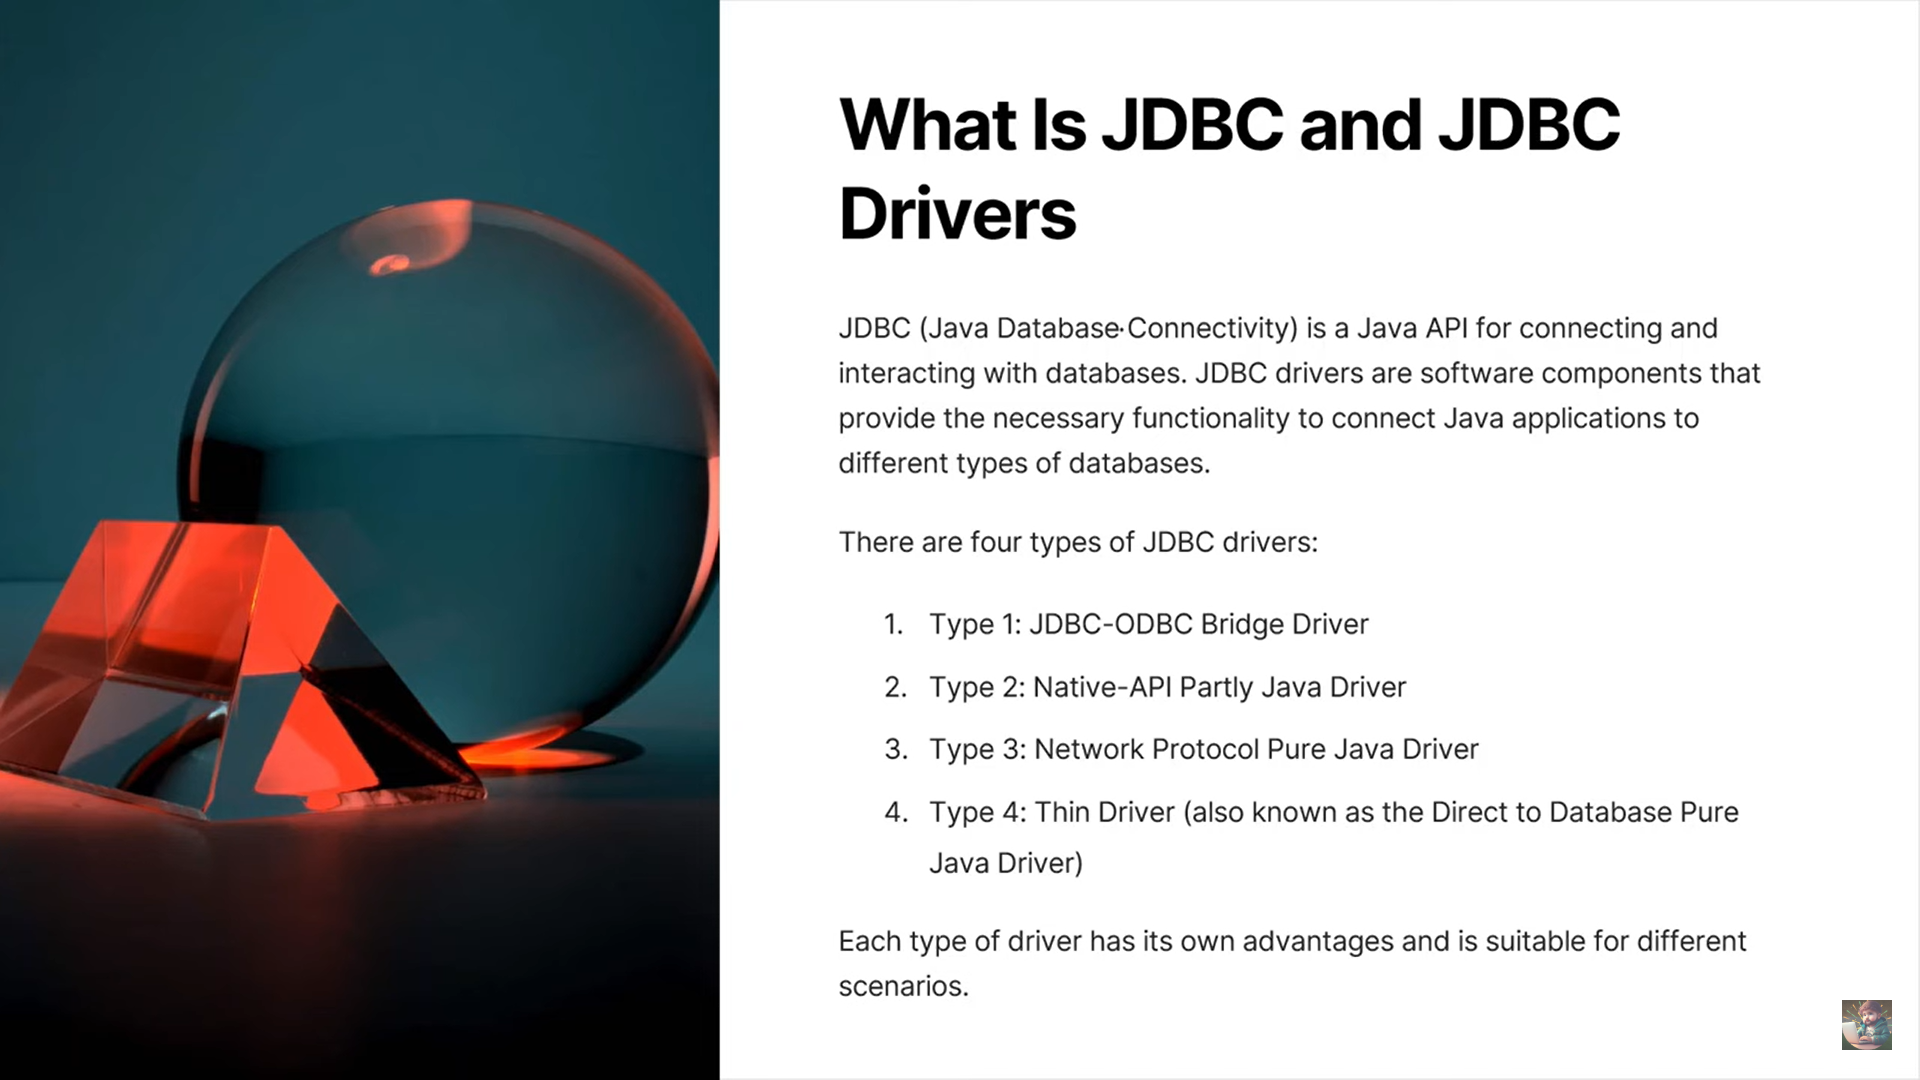 What Is JDBC and JDBC
Drivers
JDBC (Java Database Connectivity) is a Java API for connecting and
interacting with databases. JDBC drivers are software components that
provide the necessary functionality to connect Java applications to
different types of databases.
There are four types of JDBC drivers:
1. Type 1: JDBC-ODBC Bridge Driver
2. Type 2: Native-API Partly Java Driver
3. Type 3: Network Protocol Pure Java Driver
4. Type 4: Thin Driver (also known as the Direct to Database Pure
Java Driver)
Each type of driver has its own advantages and is suitable for different
scenarios.